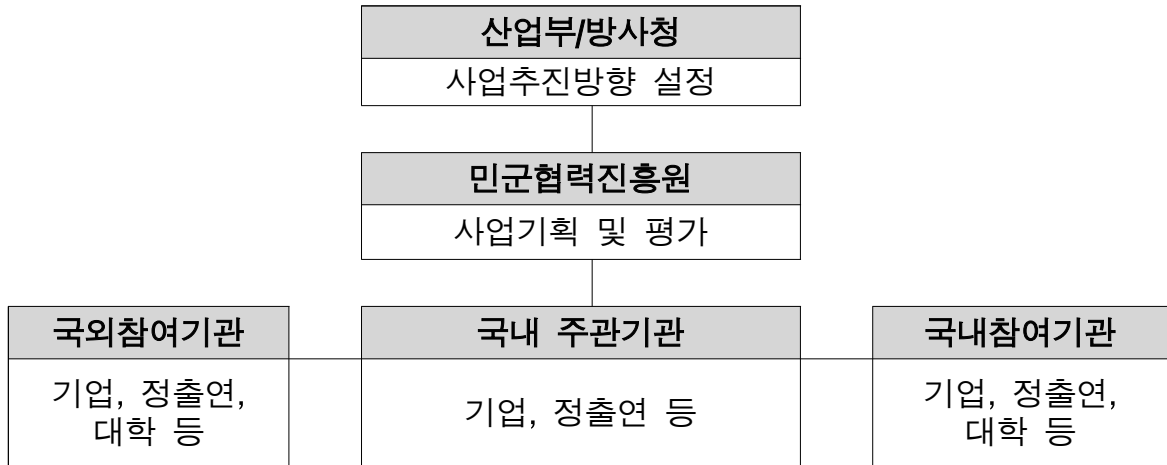 산업부/방사청
사업추진방향 설정
민군협력진흥원
사업기획 및 평가
국외참여기관
기업, 정출연,
대학 등
국내 주관기관
기업, 정출연 등
국내참여기관
기업, 정출연,
대학 등